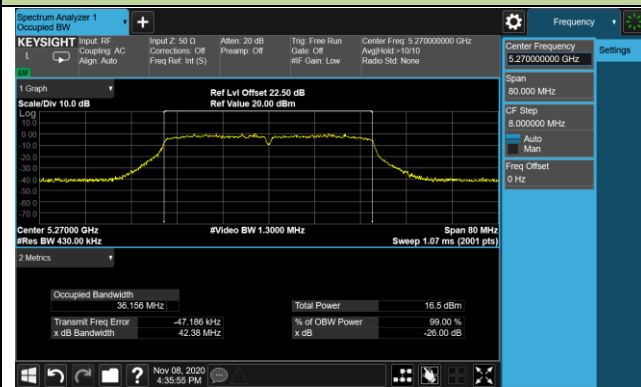 Spectrum Analyzer 1
Occupied BW
Frequency
KEYSIGHT
Input: RF
Coupling: AC
Align: Auto
Input Z: 50 Ω
Corrections: Off
Freq Ref: Int (S)
Atten: 20 dB
Preamp: Off
Trig: Free Run
Gate: Off
#IF Gain: Low
Center Freq: 5.270000000 GHz
Avg|Hold:>10/10
Radio Std: None
L
LW
Center Frequency
5.270000000 GHz
Settings
Span
80.000 MHz
CF Step
8.000000 MHz
Auto
Man
Freq Offset
0 Hz
1 Graph
Scale/Div 10.0 dB
Ref Lvl Offset 22.50 dB
Ref Value 20.00 dBm
Log
10.0
0.00
-10.0
-20.0
-30.0
-40.0
-50.0
-60.0
-70.0
Center 5.27000 GHz
#Res BW 430.00 kHz
#Video BW 1.3000 MHz
Span 80 MHz
Sweep 1.07 ms (2001 pts)
2 Metrics
Occupied Bandwidth
36.156 MHz
Total Power 16.5 dBm
Transmit Freq Error -47.186 kHz
% of OBW Power 99.00 %
x dB Bandwidth 42.38 MHz
x dB -26.00 dB
Nov 08, 2020
4:35:55 PM